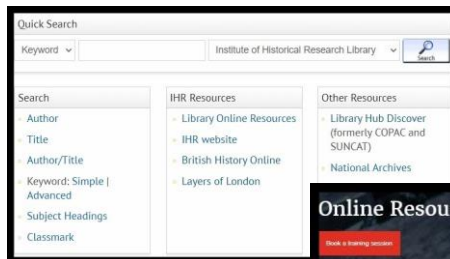 Quick Search
Keyword Institute of Historical Research Library Search
Search
Author
Title
Author/Title
Keyword: Simple |
Advanced
Subject Headings
Classmark
IHR Resources
Library Online Resources
IHR website
British History Online
Layers of London
Other Resources
Library Hub Discover
(formerly COPAC and
SUNCAT)
National Archives
Online Resou
Book a training session